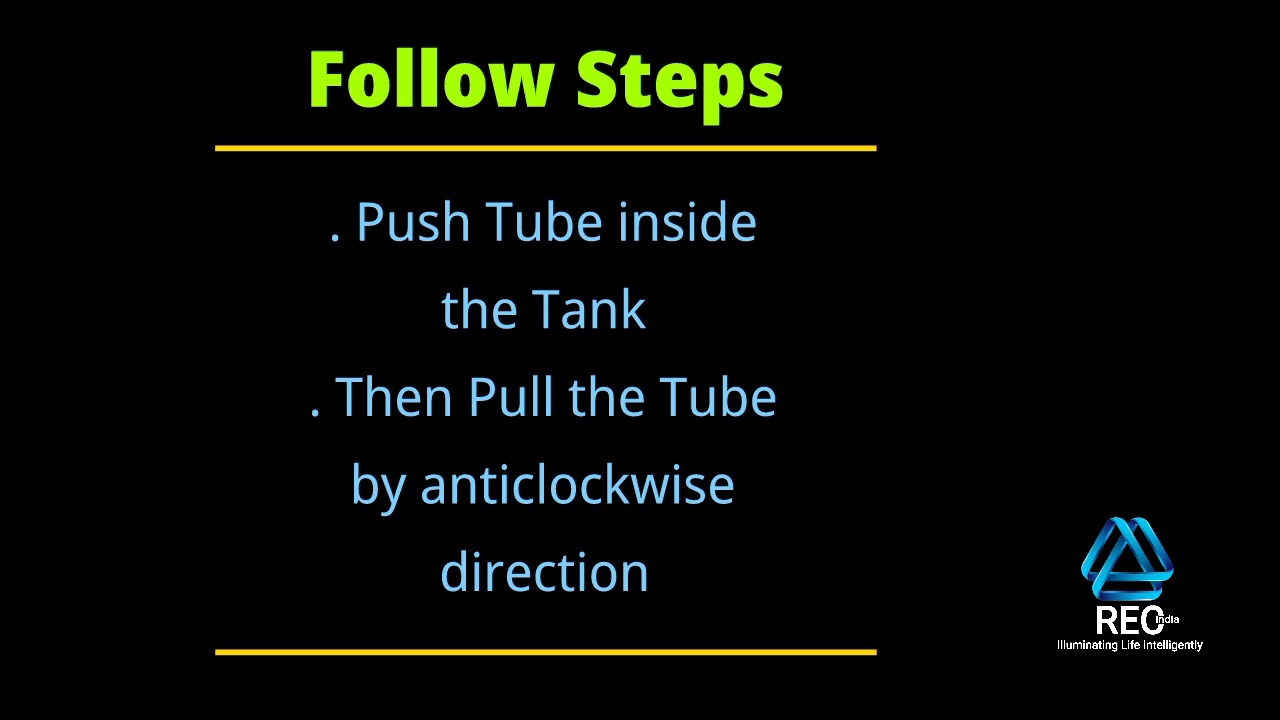 Follow Steps
. Push Tube inside
the Tank
. Then Pull the Tube
by anticlockwise
direction
REC India
Illuminating Life Intelligently